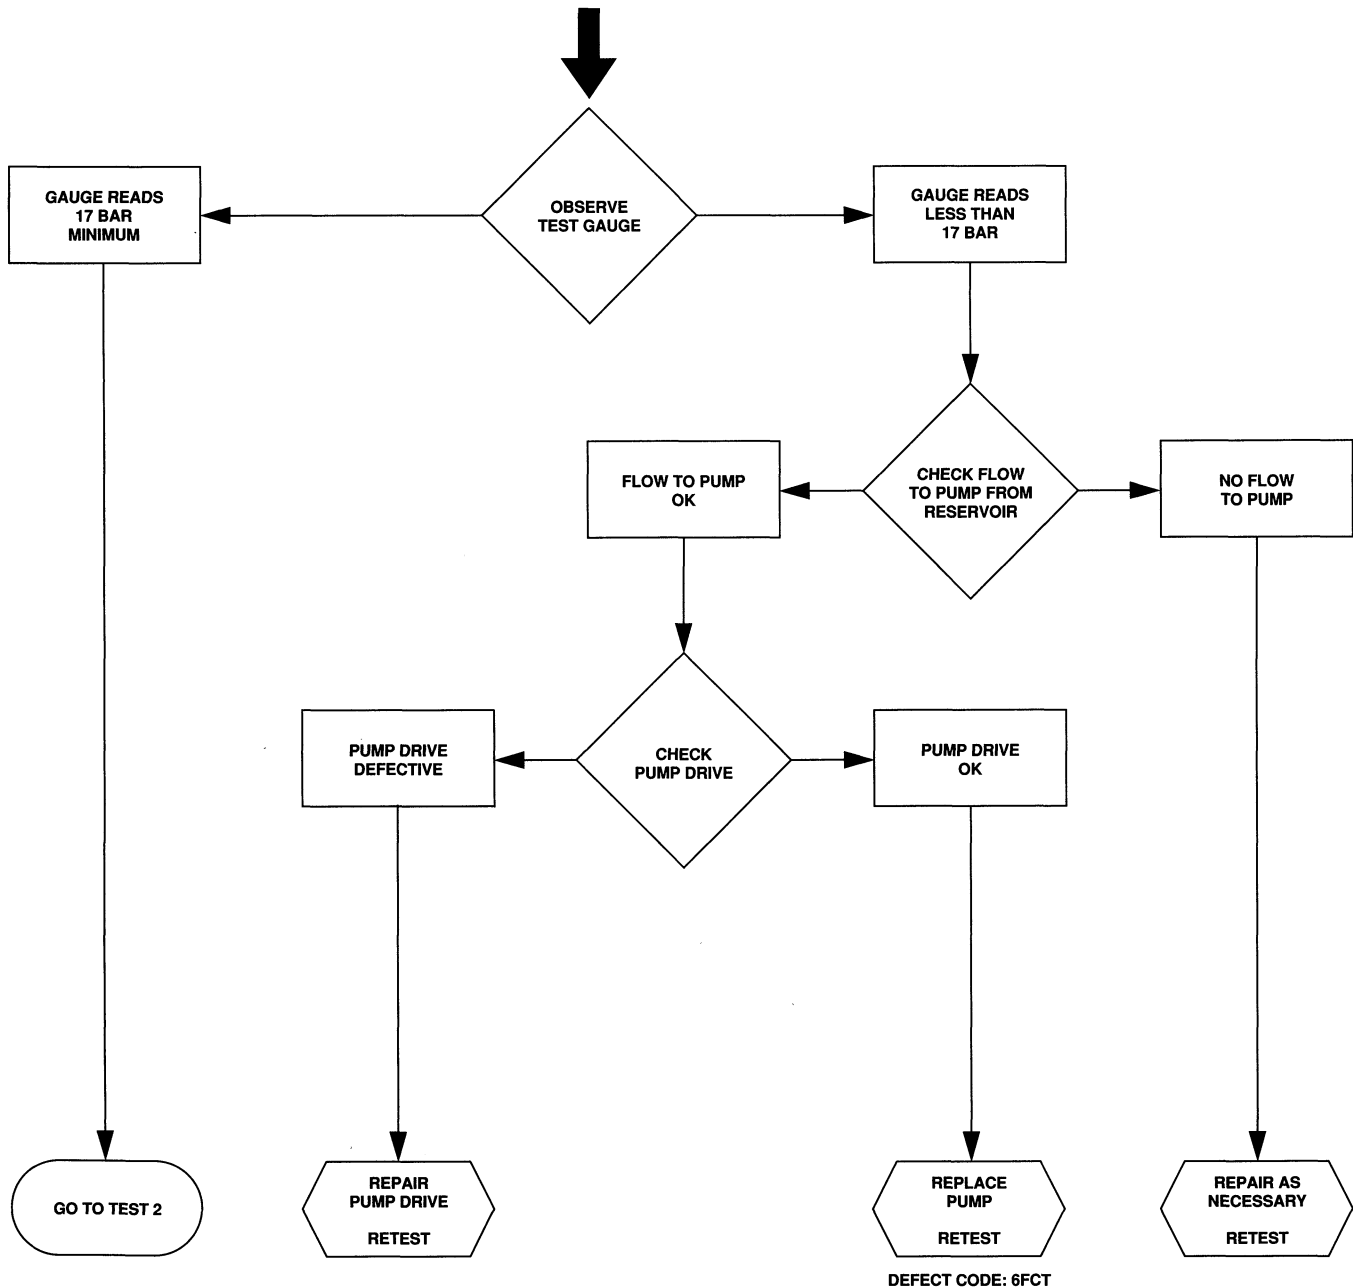 OBSERVE
TEST GAUGE
GAUGE READS
17 BAR
MINIMUM
GAUGE READS
LESS THAN
17 BAR
CHECK FLOW
TO PUMP FROM
RESERVOIR
FLOW TO PUMP
OK
NO FLOW
TO PUMP
CHECK
PUMP DRIVE
PUMP DRIVE
DEFECTIVE
PUMP DRIVE
OK
GO TO TEST 2
REPAIR
PUMP DRIVE
RETEST
REPLACE
PUMP
RETEST
DEFECT CODE: 6FCT
REPAIR AS
NECESSARY
RETEST